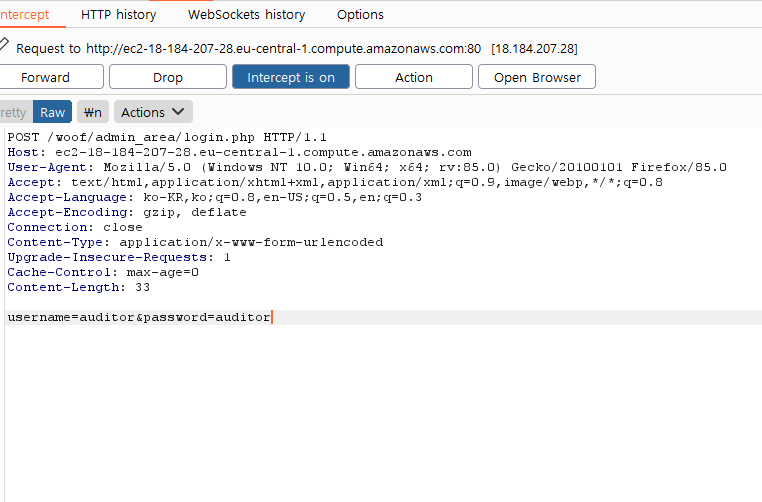 ntercept HTTP history WebSockets history Options
Request to http://ec2-18-184-207-28.eu-central-1.compute.amazonaws.com:80 [18.184.207.28]
Forward Drop Intercept is on Action Open Browser
retty Raw ₩n Actions
POST /woof/admin_area/login.php HTTP/1.1
Host: ec2-18-184-207-28.eu-central-1.compute.amazonaws.com
User-Agent: Mozilla/5.0 (Windows NT 10.0; Win64; x64; rv:85.0) Gecko/20100101 Firefox/85.0
Accept: text/html,application/xhtml+xml,application/xml;q=0.9,image/webp,*/*;q=0.8
Accept-Language: ko-KR,ko;q=0.8,en-US;q=0.5,en;q=0.3
Accept-Encoding: gzip, deflate
Connection: close
Content-Type: application/x-www-form-urlencoded
Upgrade-Insecure-Requests: 1
Cache-Control: max-age=0
Content-Length: 33
username=auditor&password=auditor